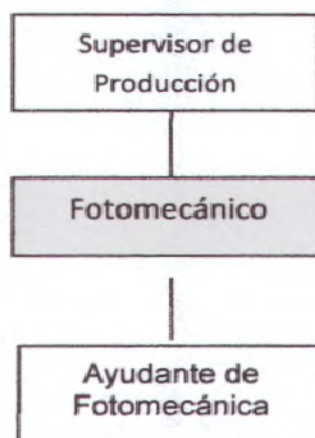 Supervisor de
Producción
Fotomecánico
Ayudante de
Fotomecánica